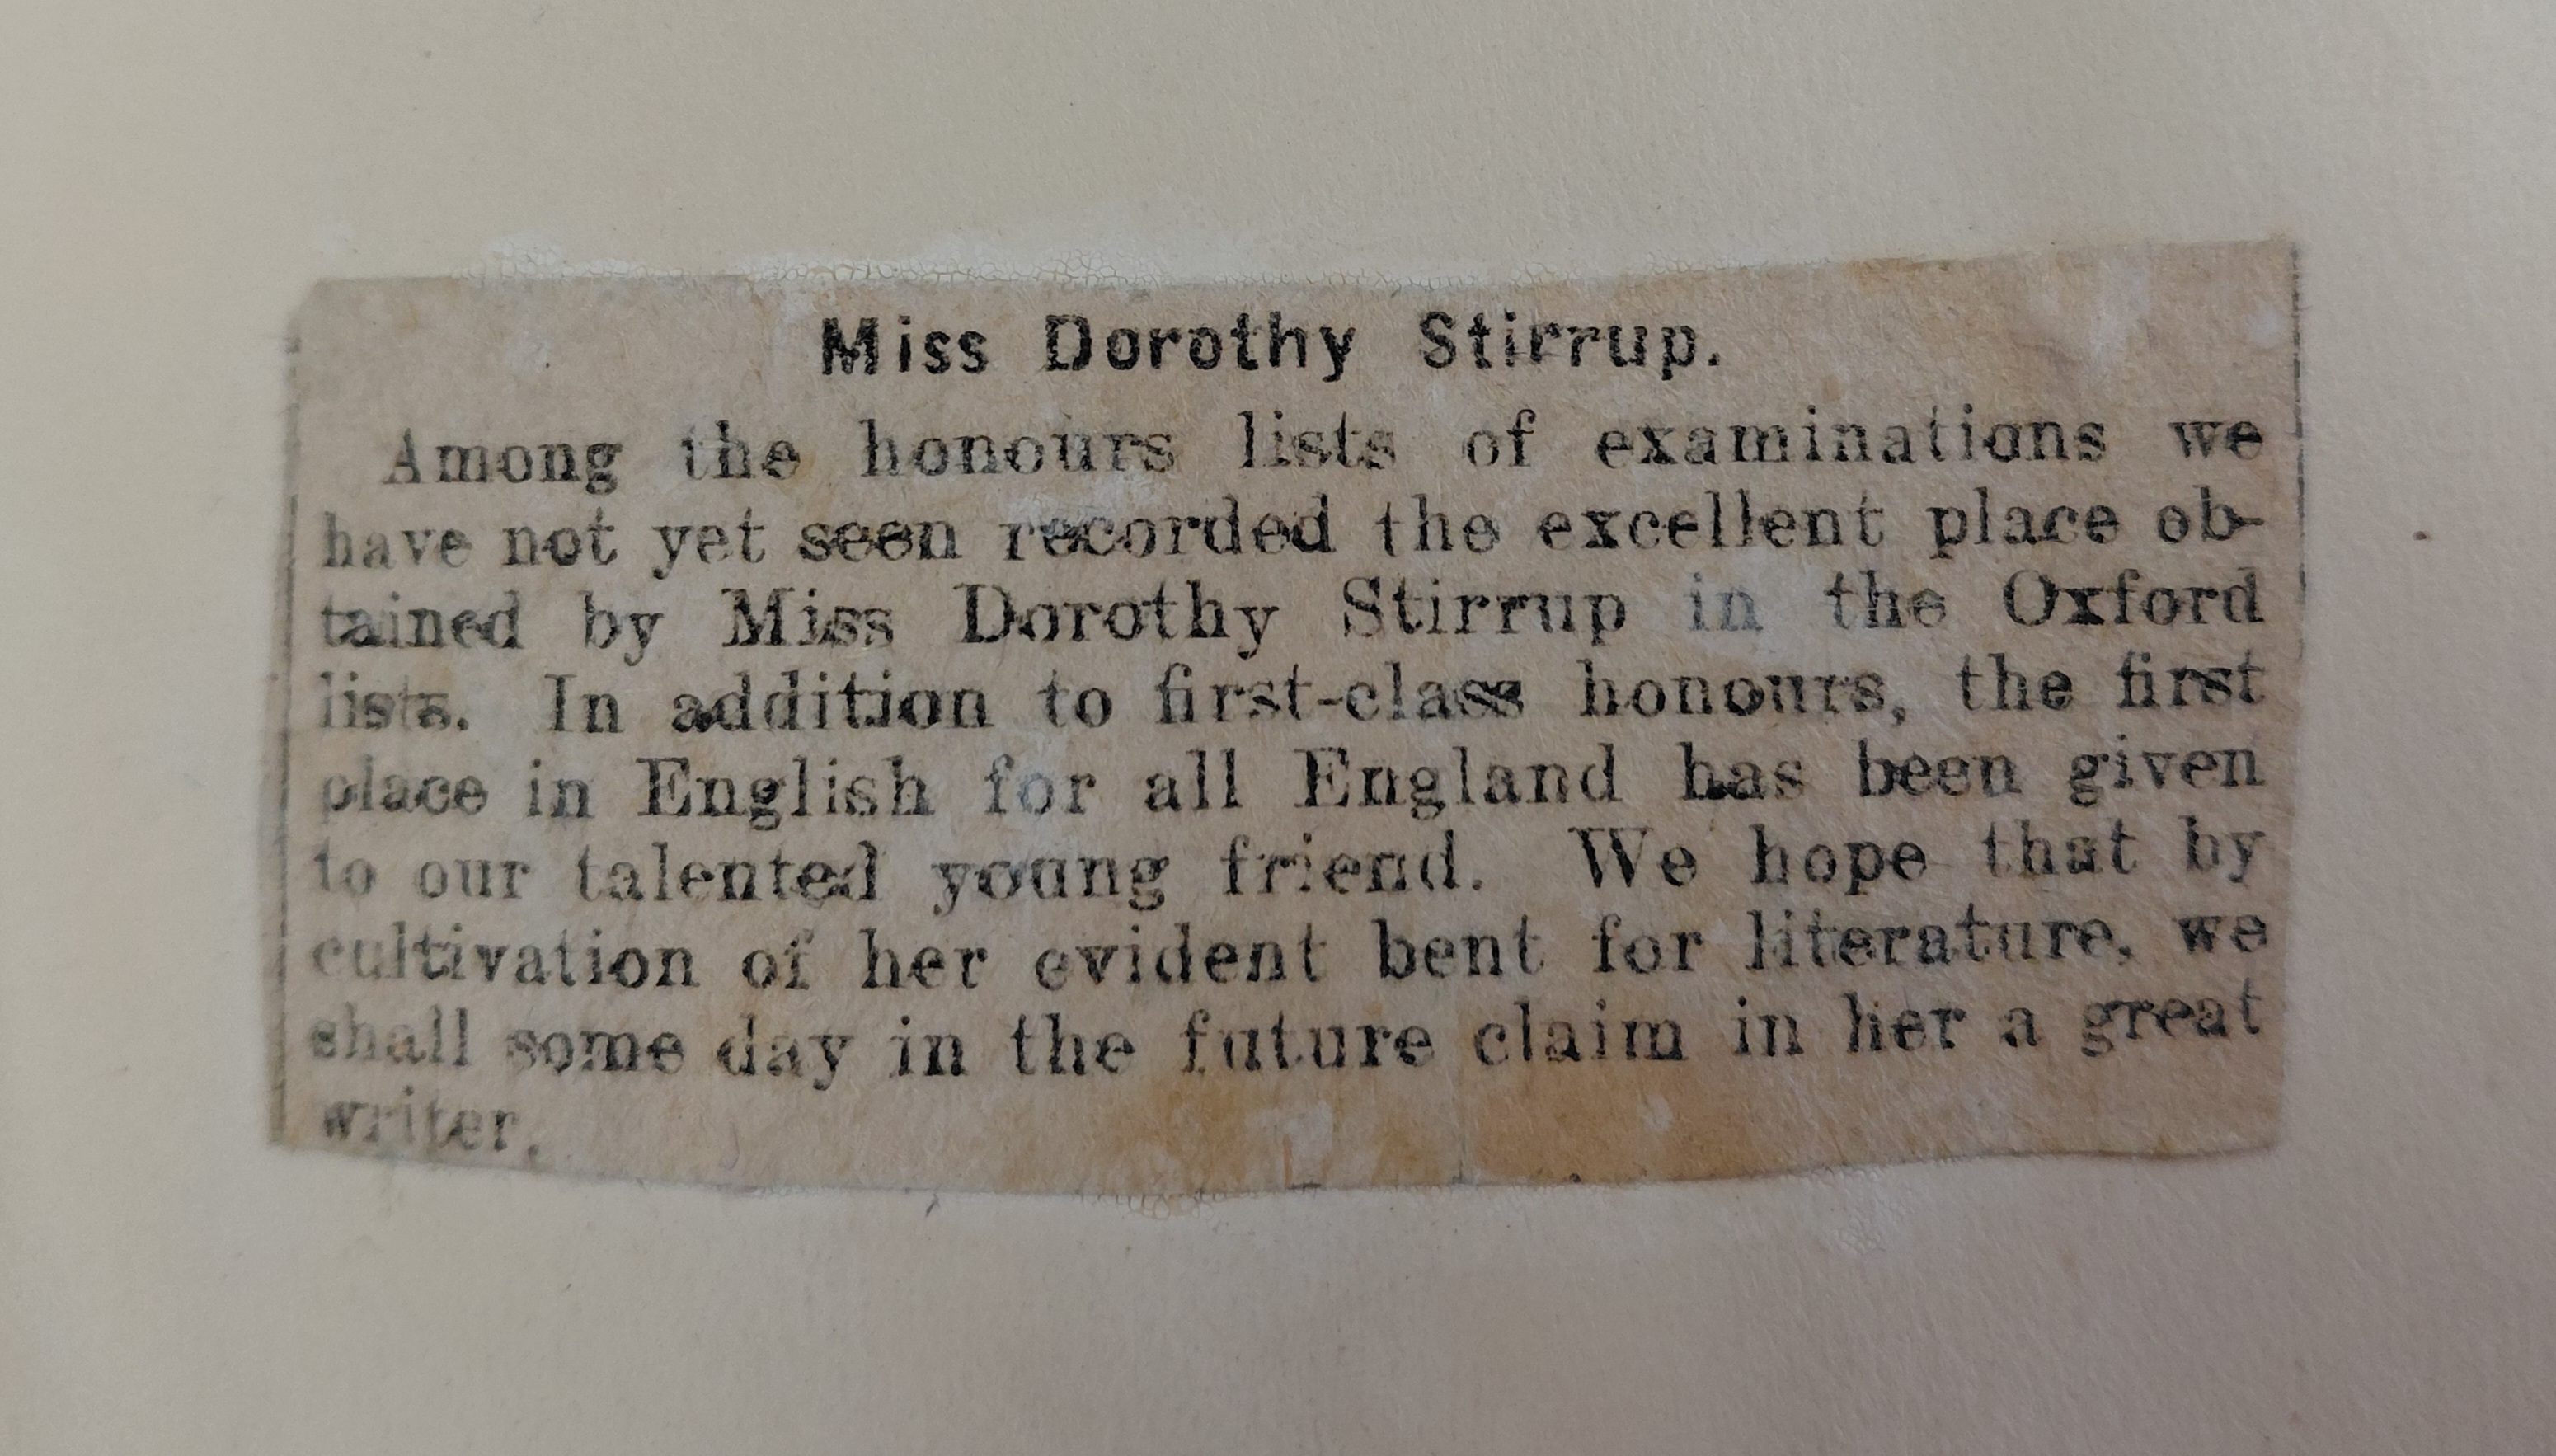 Miss Dorothy Stirrup.
Among the honours lists of examinations we
have not yet seen recorded the excellent place ob-
tained by Miss Dorothy Stirrup in the Oxford
lists. In addition to first-class honours, the first
place in English for all England has been given
to our talented young friend. We hope that by
cultivation of her evident bent for literature, we
shall some day in the future claim in her a great
writer.